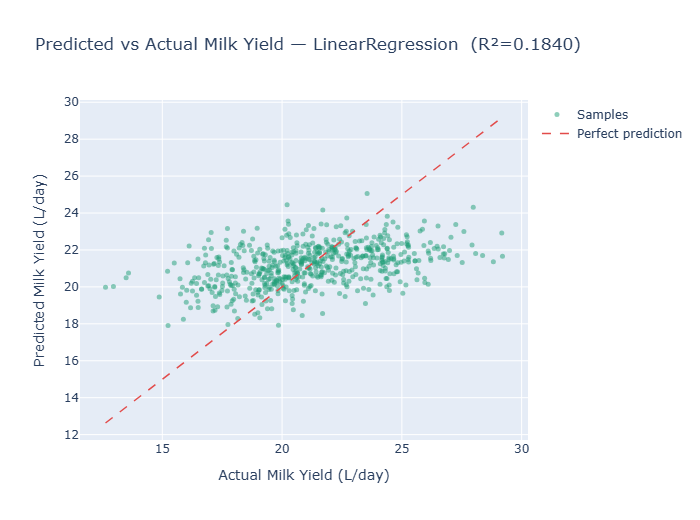 Predicted vs Actual Milk Yield — LinearRegression (R²=0.1840)
Samples
Perfect prediction
Predicted Milk Yield (L/day)
30
28
26
24
22
20
18
16
14
12
15
20
25
30
Actual Milk Yield (L/day)